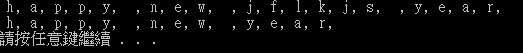 h, a, p, p, y,  , n, e, w,  , j, f, l, k, j, s,  , y, e, a, r,
h, a, p, p, y,  , n, e, w,  , y, e, a, r,
請按任意鍵繼續 . . .